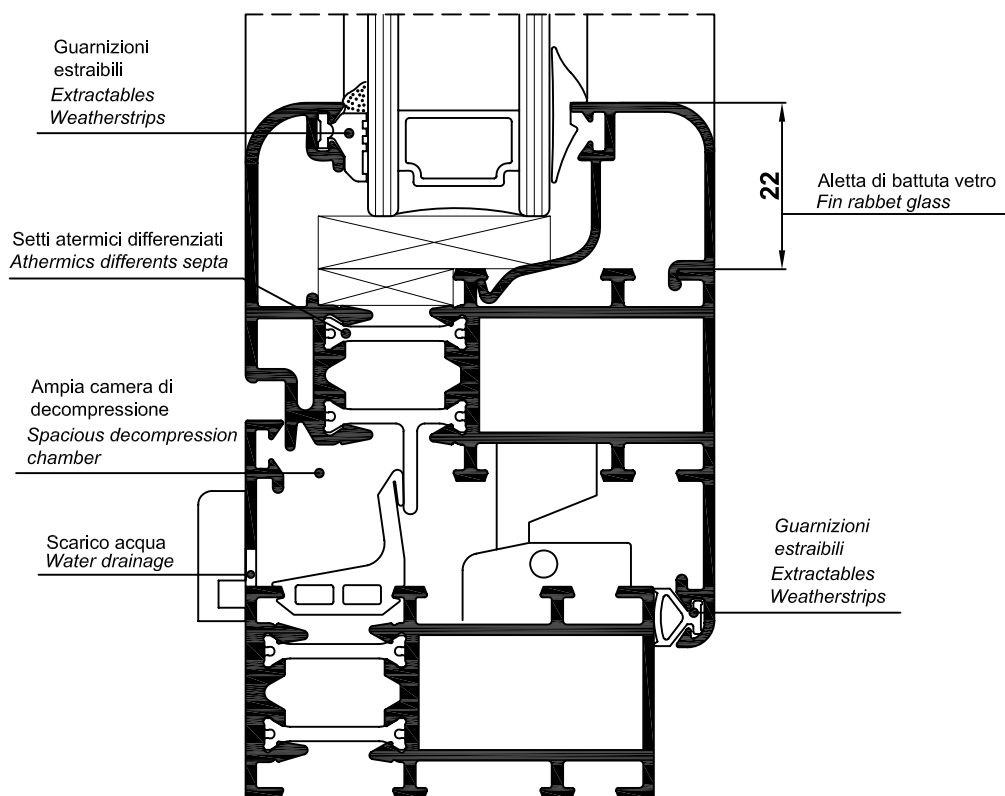 Guarnizioni
estraibili
Extractables
Weatherstrips
22
Aletta di battuta vetro
Fin rabbet glass
Setti atermici differenziati
Athermics differents septa
Ampia camera di
decompressione
Spacious decompression
chamber
Scarico acqua
Water drainage
Guarnizioni
estraibili
Extractables
Weatherstrips